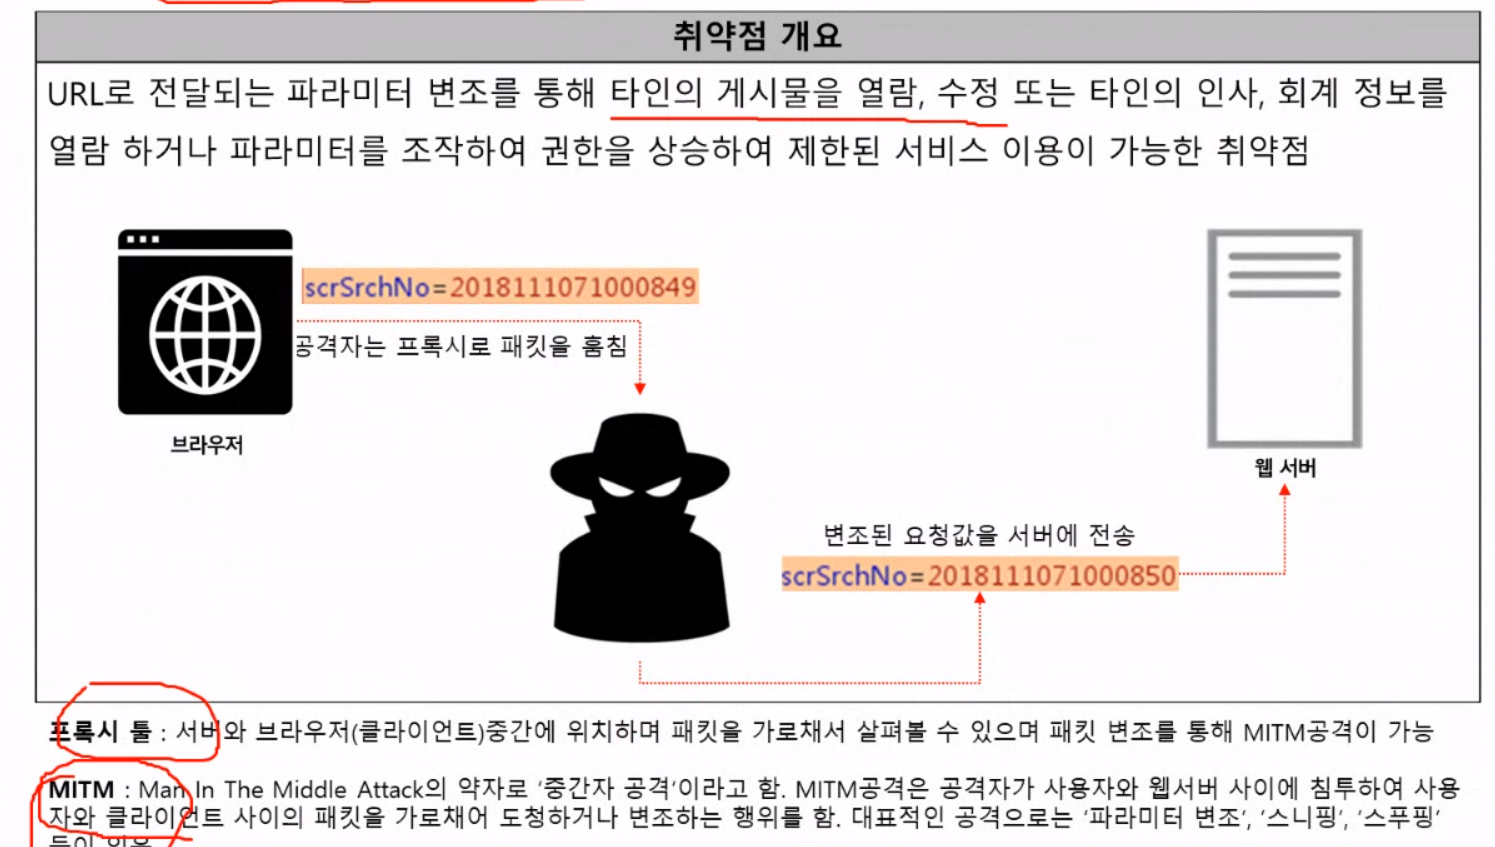 취약점 개요
URL로 전달되는 파라미터 변조를 통해 타인의 게시물을 열람, 수정 또는 타인의 인사, 회계 정보를
열람 하거나 파라미터를 조작하여 권한을 상승하여 제한된 서비스 이용이 가능한 취약점
scrSrchNo=2018111071000849
공격자는 프록시로 패킷을 훔침
브라우저
웹 서버
변조된 요청값을 서버에 전송
scrSrchNo=2018111071000850
프록시 툴 : 서버와 브라우저(클라이언트)중간에 위치하며 패킷을 가로채서 살펴볼 수 있으며 패킷 변조를 통해 MITM공격이 가능
MITM : Man In The Middle Attack의 약자로 ‘중간자 공격’이라고 함. MITM공격은 공격자가 사용자와 웹서버 사이에 침투하여 사용
자와 클라이언트 사이의 패킷을 가로채어 도청하거나 변조하는 행위를 함. 대표적인 공격으로는 ‘파라미터 변조’, ‘스니핑’, ‘스푸핑’